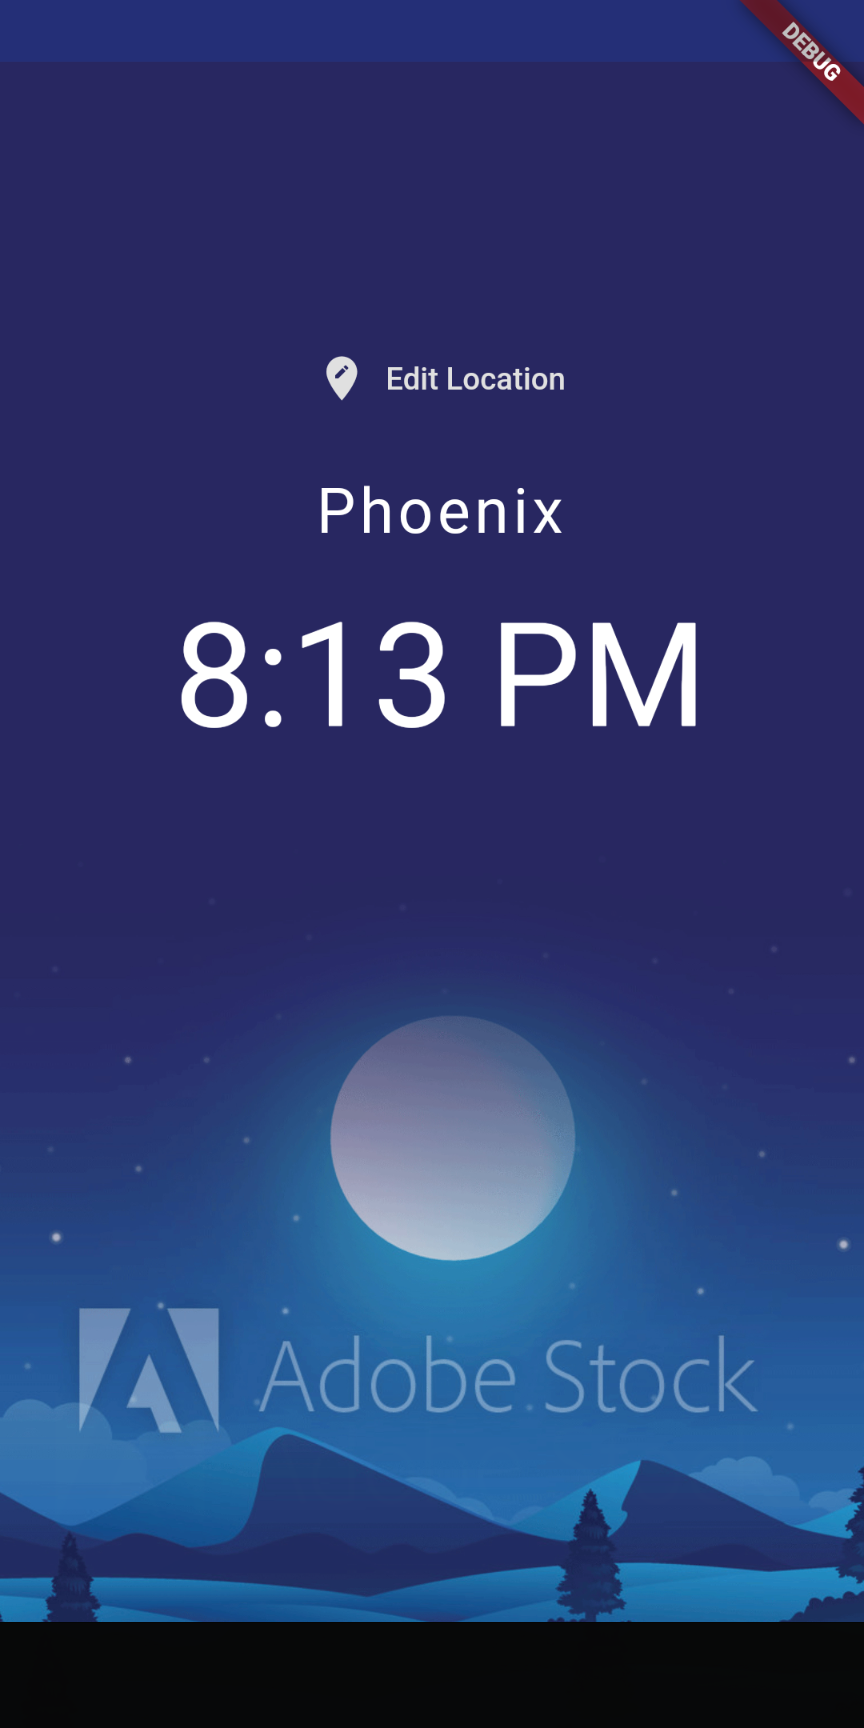 DEBUG
Edit Location
Phoenix
8:13 PM
Adobe Stock